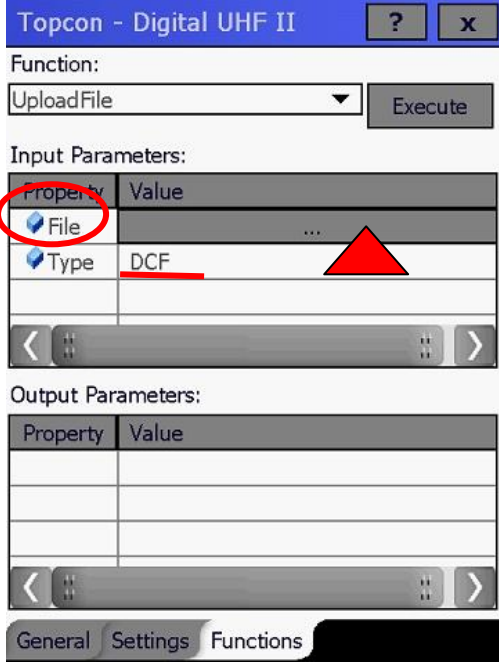 Topcon - Digital UHF II ? x
Function:
UploadFile Execute
Input Parameters:
Property Value
File ...
Type DCF
Output Parameters:
Property Value
General Settings Functions